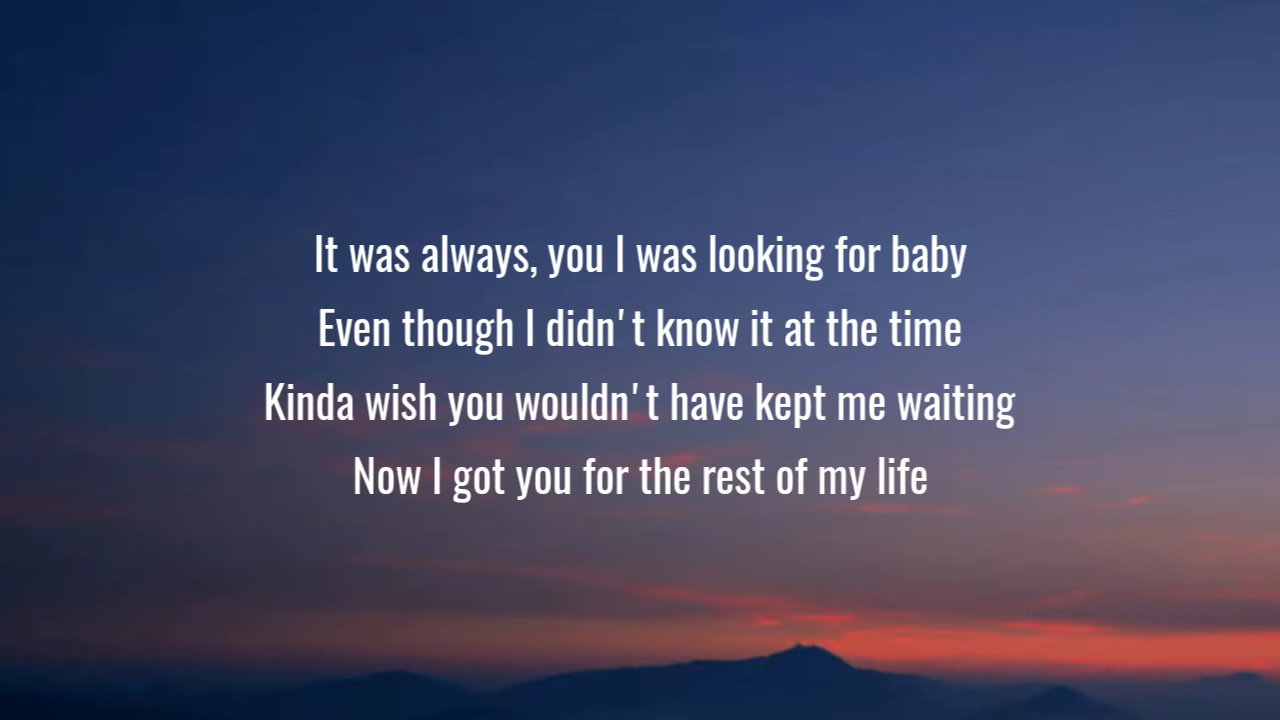 It was always, you I was looking for baby
Even though I didn't know it at the time
Kinda wish you wouldn't have kept me waiting
Now I got you for the rest of my life